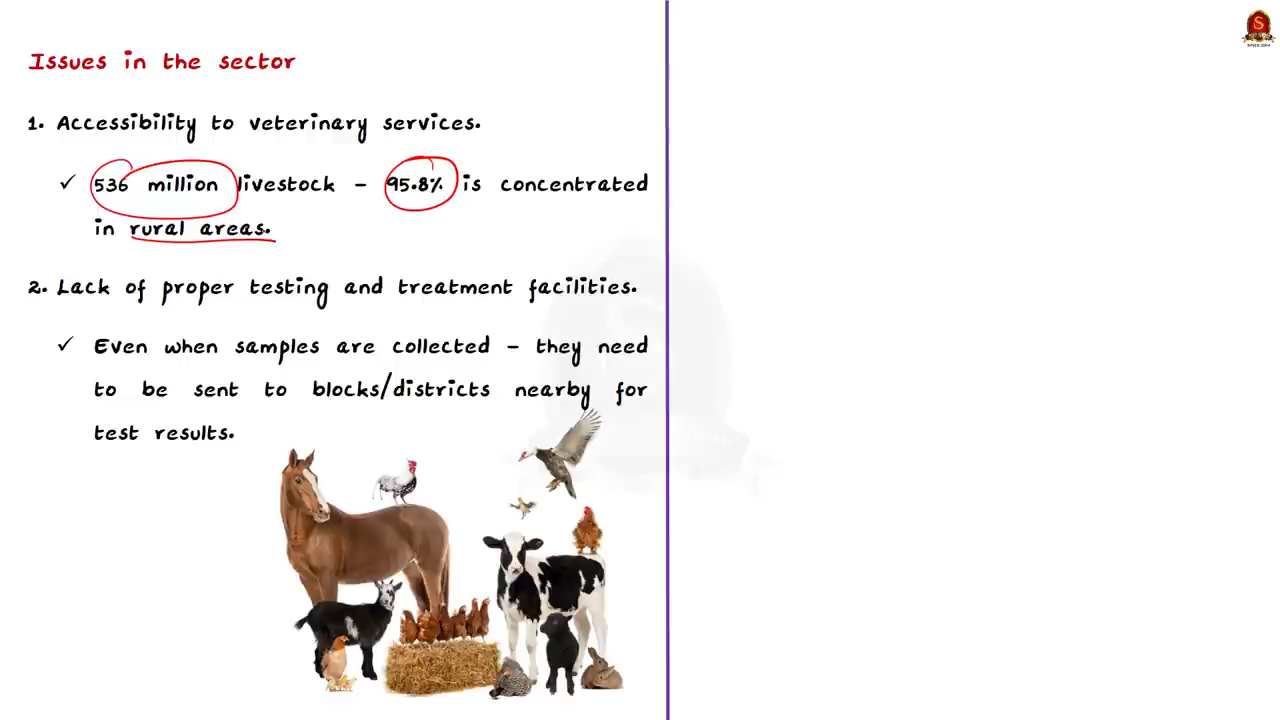 Issues in the sector
1. Accessibility to veterinary services.
✓ 536 million livestock - 95.8% is concentrated
in rural areas.
2. Lack of proper testing and treatment facilities.
✓ Even when samples are collected - they need
to be sent to blocks/districts nearby for
test results.